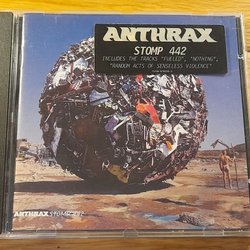 ANTHRAX
STOMP 442
INCLUDES THE TRACKS "FUELED", "NOTHING",
"RANDOM ACTS OF SENSELESS VIOLENCE"
ANTHRAX STOMP 442